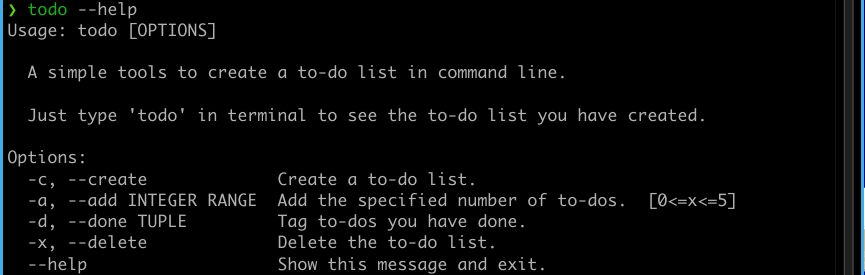 ❯ todo --help
Usage: todo [OPTIONS]
A simple tools to create a to-do list in command line.
Just type 'todo' in terminal to see the to-do list you have created.
Options:
-c, --create Create a to-do list.
-a, --add INTEGER RANGE Add the specified number of to-dos. [0<=x<=5]
-d, --done TUPLE Tag to-dos you have done.
-x, --delete Delete the to-do list.
--help Show this message and exit.